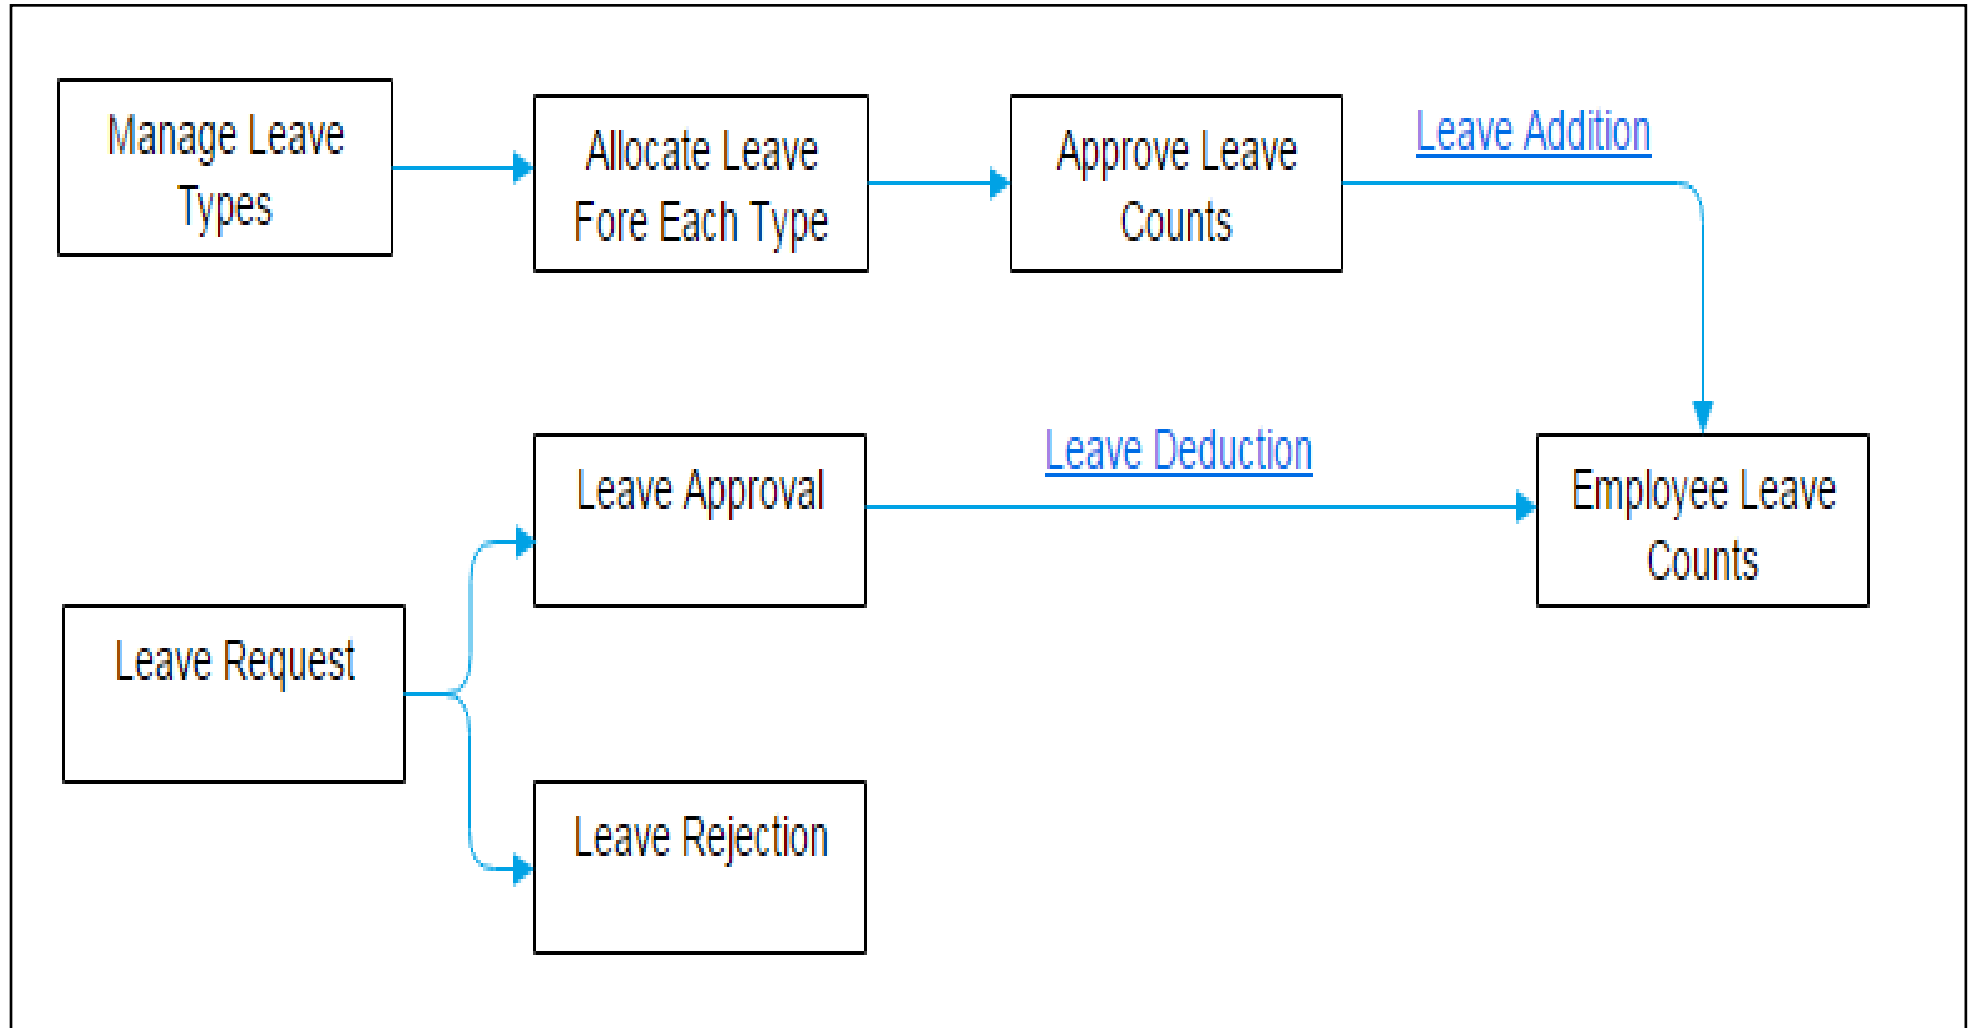 Manage Leave
Types
Allocate Leave
Fore Each Type
Approve Leave
Counts
Leave Addition
Leave Approval
Leave Deduction
Employee Leave
Counts
Leave Request
Leave Rejection